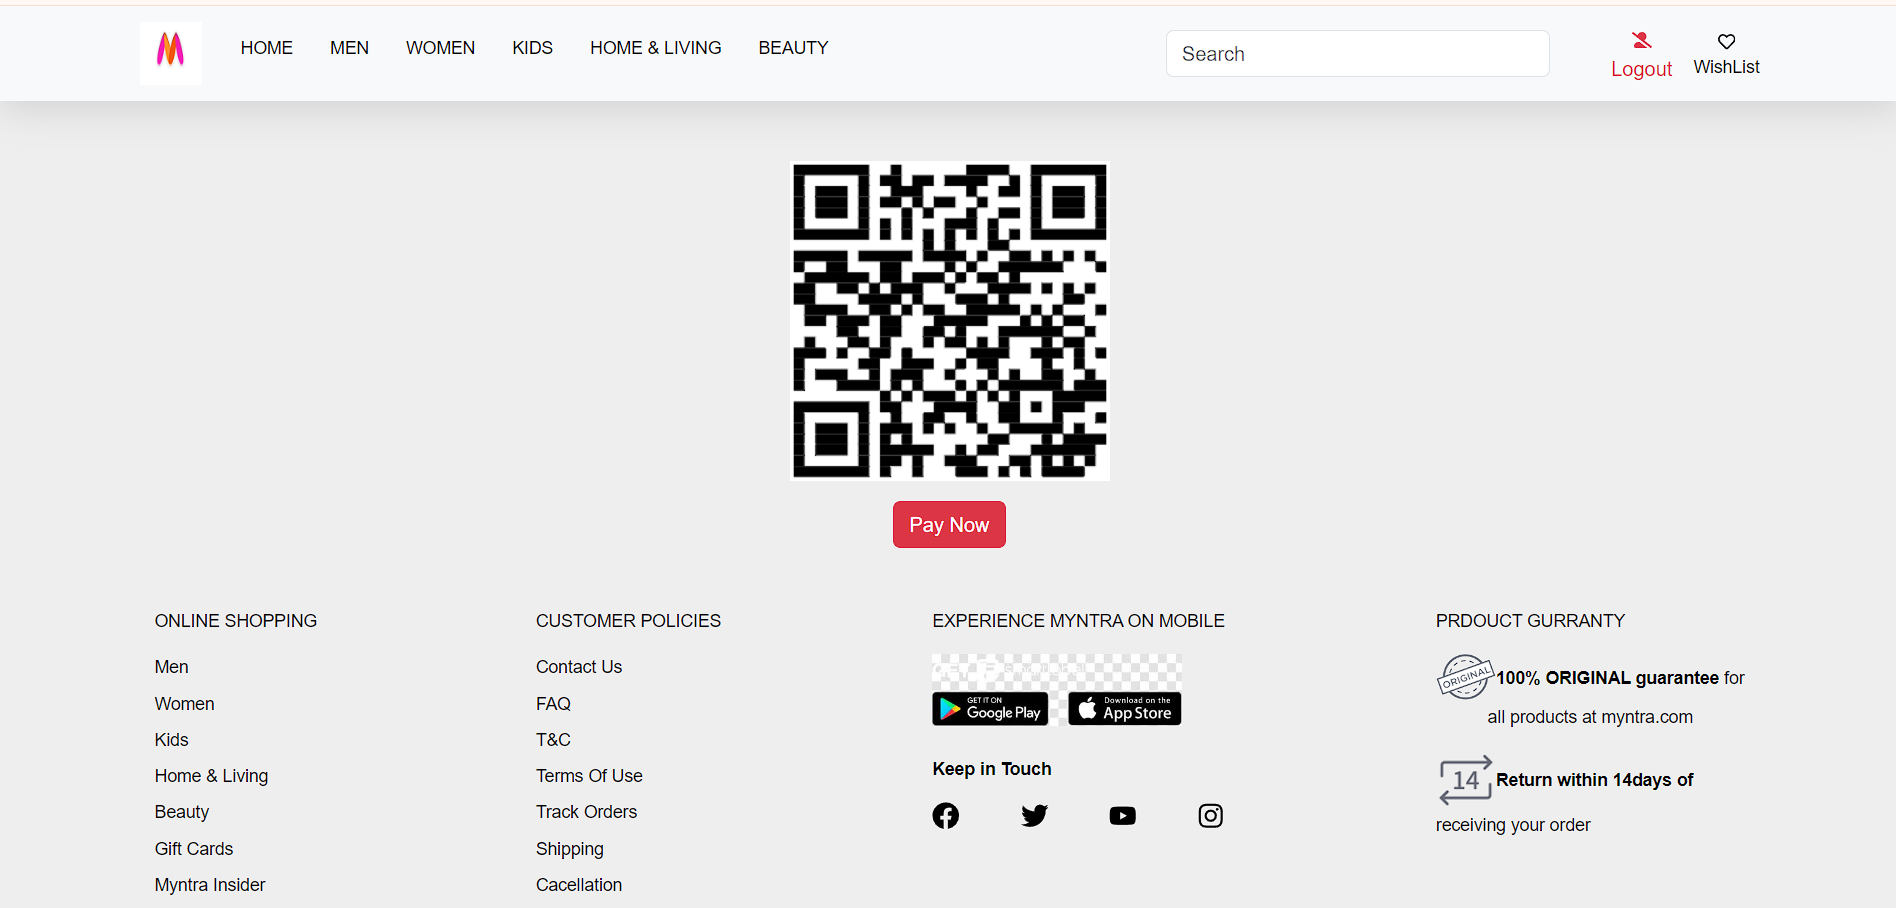 HOME MEN WOMEN KIDS HOME & LIVING BEAUTY
Search
Logout
WishList
Pay Now
ONLINE SHOPPING
Men
Women
Kids
Home & Living
Beauty
Gift Cards
Myntra Insider
CUSTOMER POLICIES
Contact Us
FAQ
T&C
Terms Of Use
Track Orders
Shipping
Cacellation
EXPERIENCE MYNTRA ON MOBILE
GET IT ON
Google Play
Download on the
App Store
Keep in Touch
PRDOUCT GURRANTY
ORIGINAL
100% ORIGINAL guarantee for
all products at myntra.com
14
Return within 14days of
receiving your order